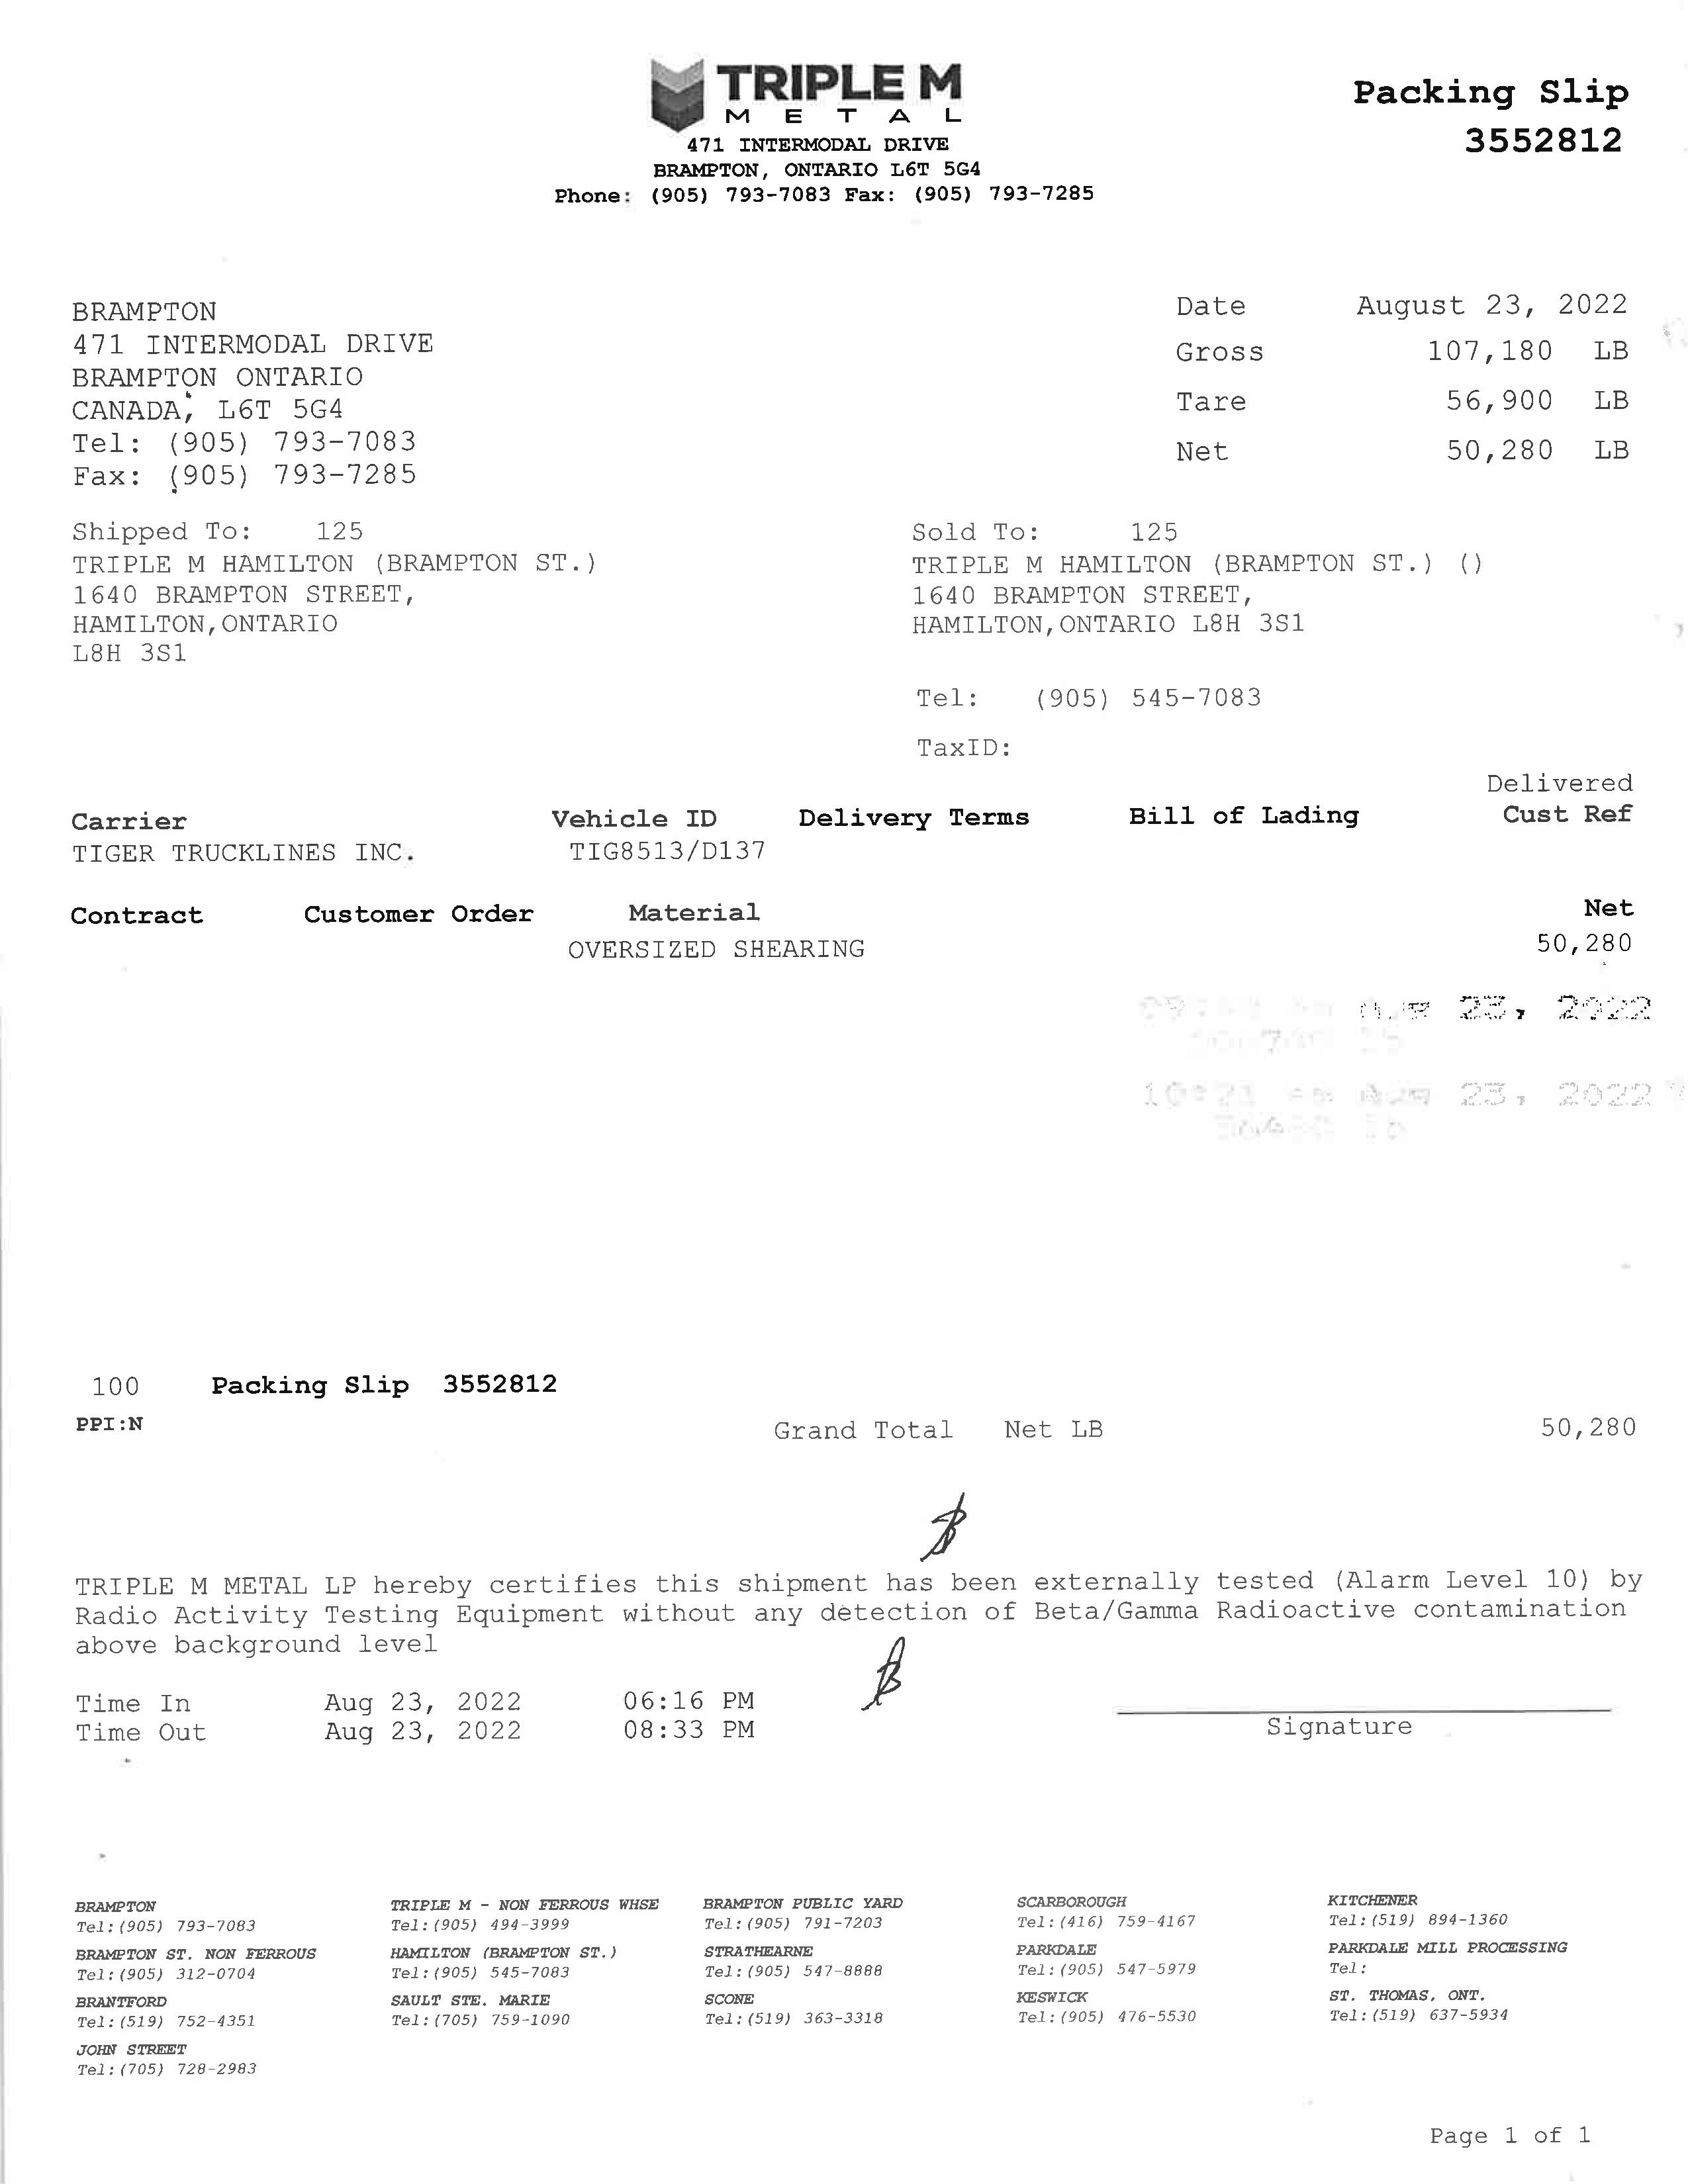 TRIPLE M
METAL
471 INTERMODAL DRIVE
BRAMPTON, ONTARIO L6T 5G4
Phone: (905) 793-7083 Fax: (905) 793-7285
Packing Slip
3552812
BRAMPTON
471 INTERMODAL DRIVE
BRAMPTON ONTARIO
CANADA, L6T 5G4
Tel: (905) 793-7083
Fax: (905) 793-7285
Date August 23, 2022
Gross 107,180 LB
Tare 56,900 LB
Net 50,280 LB
Shipped To: 125
TRIPLE M HAMILTON (BRAMPTON ST.)
1640 BRAMPTON STREET,
HAMILTON,ONTARIO
L8H 3S1
Sold To: 125
TRIPLE M HAMILTON (BRAMPTON ST.) ()
1640 BRAMPTON STREET,
HAMILTON,ONTARIO L8H 3S1
Tel: (905) 545-7083
TaxID:
Delivered
Carrier Vehicle ID Delivery Terms Bill of Lading Cust Ref
TIGER TRUCKLINES INC. TIG8513/D137
Contract Customer Order Material Net
OVERSIZED SHEARING 50,280
23, 2022
23, 2022
100 Packing Slip 3552812
PPI:N
Grand Total Net LB 50,280
TRIPLE M METAL LP hereby certifies this shipment has been externally tested (Alarm Level 10) by
Radio Activity Testing Equipment without any detection of Beta/Gamma Radioactive contamination
above background level
Time In Aug 23, 2022 06:16 PM
Time Out Aug 23, 2022 08:33 PM
Signature
BRAMPTON TRIPLE M - NON FERROUS WHSE BRAMPTON PUBLIC YARD SCARBOROUGH KITCHENER
Tel:(905) 793-7083 Tel:(905) 494-3999 Tel:(905) 791-7203 Tel:(416) 759-4167 Tel:(519) 894-1360
BRAMPTON ST. NON FERROUS HAMILTON (BRAMPTON ST.) STRATHEARNE PARKDALE PARKDALE MILL PROCESSING
Tel:(905) 312-0704 Tel:(905) 545-7083 Tel:(905) 547-8888 Tel:(905) 547-5979 Tel:
BRANTFORD SAULT STE. MARIE SCONE KESWICK ST. THOMAS, ONT.
Tel:(519) 752-4351 Tel:(705) 759-1090 Tel:(519) 363-3318 Tel:(905) 476-5530 Tel:(519) 637-5934
JOHN STREET
Tel:(705) 728-2983
Page 1 of 1